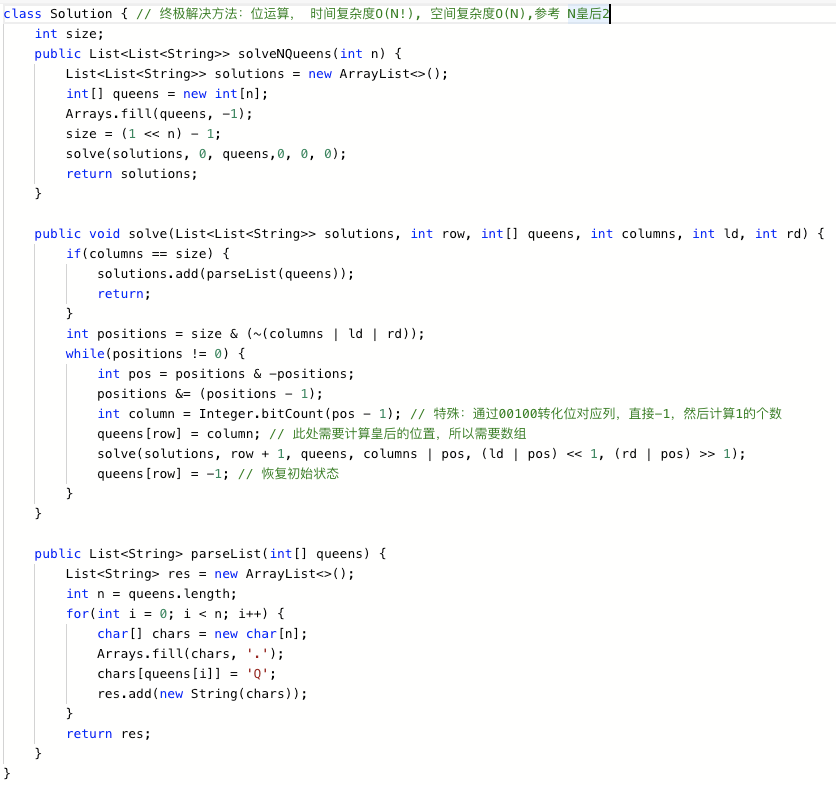 class Solution { // 终极解决方法：位运算， 时间复杂度O(N!), 空间复杂度O(N),参考 N皇后2
    int size;
    public List<List<String>> solveNQueens(int n) {
        List<List<String>> solutions = new ArrayList<>();
        int[] queens = new int[n];
        Arrays.fill(queens, -1);
        size = (1 << n) - 1;
        solve(solutions, 0, queens,0, 0, 0);
        return solutions;
    }

    public void solve(List<List<String>> solutions, int row, int[] queens, int columns, int ld, int rd) {
        if(columns == size) {
            solutions.add(parseList(queens));
            return;
        }
        int positions = size & (~(columns | ld | rd));
        while(positions != 0) {
            int pos = positions & -positions;
            positions &= (positions - 1);
            int column = Integer.bitCount(pos - 1); // 特殊：通过00100转化位对应列，直接-1，然后计算1的个数
            queens[row] = column; // 此处需要计算皇后的位置，所以需要数组
            solve(solutions, row + 1, queens, columns | pos, (ld | pos) << 1, (rd | pos) >> 1);
            queens[row] = -1; // 恢复初始状态
        }
    }

    public List<String> parseList(int[] queens) {
        List<String> res = new ArrayList<>();
        int n = queens.length;
        for(int i = 0; i < n; i++) {
            char[] chars = new char[n];
            Arrays.fill(chars, '.');
            chars[queens[i]] = 'Q';
            res.add(new String(chars));
        }
        return res;
    }
}